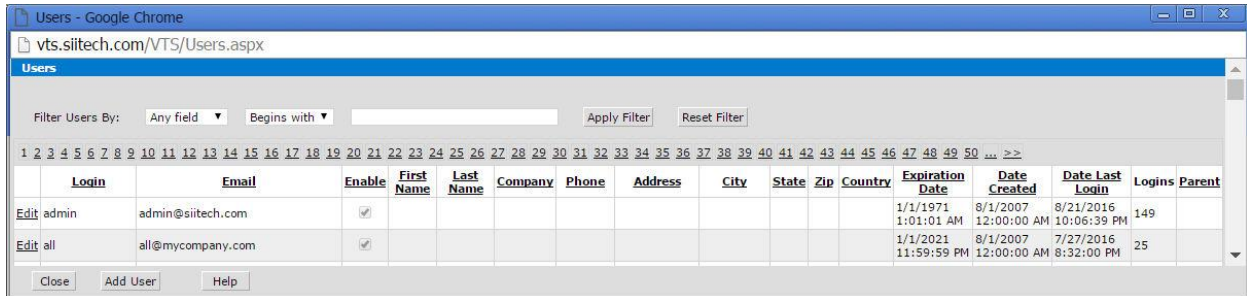 Users - Google Chrome
vts.siitech.com/VTS/Users.aspx
Users
Filter Users By: Any field Begins with Apply Filter Reset Filter
1 2 3 4 5 6 7 8 9 10 11 12 13 14 15 16 17 18 19 20 21 22 23 24 25 26 27 28 29 30 31 32 33 34 35 36 37 38 39 40 41 42 43 44 45 46 47 48 49 50 ... >>
Login Email Enable First Name Last Name Company Phone Address City State Zip Country Expiration Date Date Created Date Last Login Logins Parent
Edit admin admin@siitech.com 1/1/1971 1:01:01 AM 8/1/2007 12:00:00 AM 8/21/2016 10:06:39 PM 149
Edit all all@mycompany.com 1/1/2021 11:59:59 PM 8/1/2007 12:00:00 AM 7/27/2016 8:32:00 PM 25
Close Add User Help